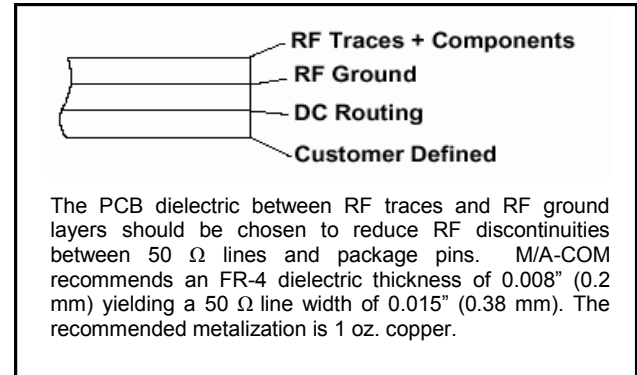 RF Traces + Components
RF Ground
DC Routing
Customer Defined
The PCB dielectric between RF traces and RF ground
layers should be chosen to reduce RF discontinuities
between 50 Ω lines and package pins. M/A-COM
recommends an FR-4 dielectric thickness of 0.008” (0.2
mm) yielding a 50 Ω line width of 0.015” (0.38 mm). The
recommended metalization is 1 oz. copper.